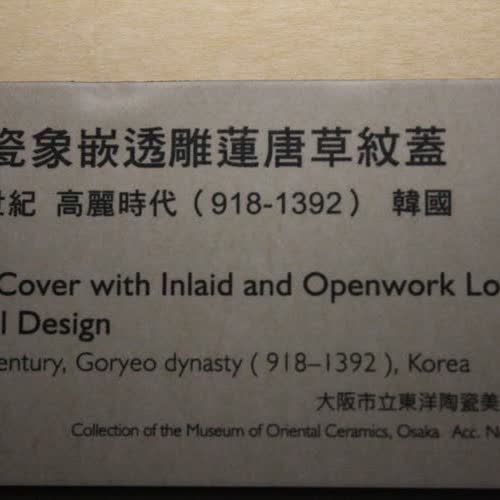 瓷象嵌透雕蓮唐草紋蓋
世紀 高麗時代（918-1392） 韓國
Cover with Inlaid and Openwork Lo
l Design
entury, Goryeo dynasty ( 918–1392 ), Korea
大阪市立東洋陶瓷美
Collection of the Museum of Oriental Ceramics, Osaka Acc. N